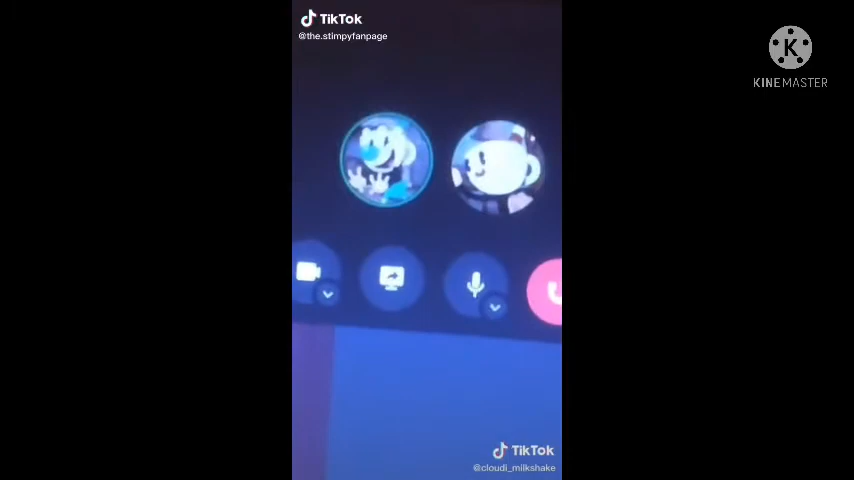 TikTok
@the.stimpyfanpage
K
KINEMASTER
TikTok
@cloudi_milkshake